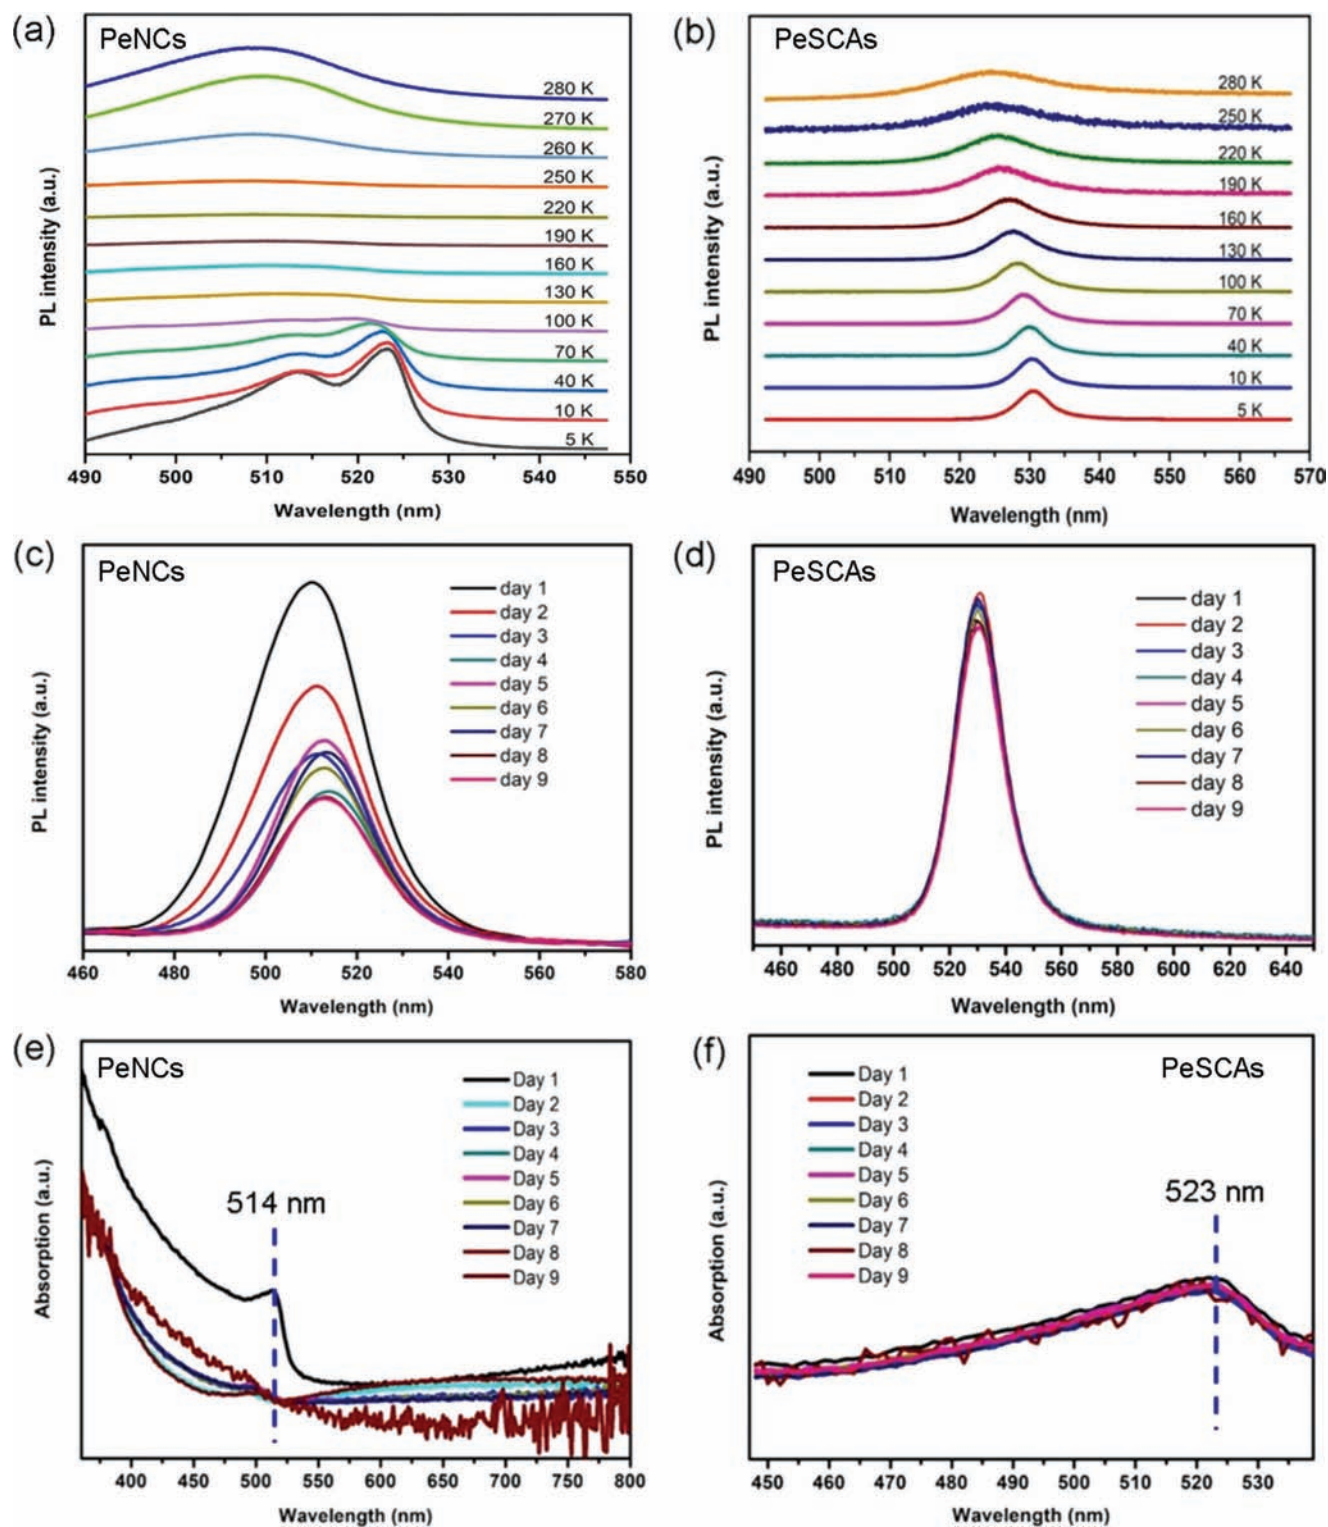 (a)
PeNCs
280 K
270 K
260 K
250 K
220 K
190 K
160 K
130 K
100 K
70 K
40 K
10 K
5 K
PL intensity (a.u.)
490 500 510 520 530 540 550
Wavelength (nm)
(b)
PeSCAs
280 K
250 K
220 K
190 K
160 K
130 K
100 K
70 K
40 K
10 K
5 K
PL intensity (a.u.)
490 500 510 520 530 540 550 560 570
Wavelength (nm)
(c)
PeNCs
day 1
day 2
day 3
day 4
day 5
day 6
day 7
day 8
day 9
PL intensity (a.u.)
460 480 500 520 540 560 580
Wavelength (nm)
(d)
PeSCAs
day 1
day 2
day 3
day 4
day 5
day 6
day 7
day 8
day 9
PL intensity (a.u.)
460 480 500 520 540 560 580 600 620 640
Wavelength (nm)
(e)
PeNCs
Day 1
Day 2
Day 3
Day 4
Day 5
Day 6
Day 7
Day 8
Day 9
514 nm
Absorption (a.u.)
400 450 500 550 600 650 700 750 800
Wavelength (nm)
(f)
PeSCAs
Day 1
Day 2
Day 3
Day 4
Day 5
Day 6
Day 7
Day 8
Day 9
523 nm
Absorption (a.u.)
450 460 470 480 490 500 510 520 530
Wavelength (nm)